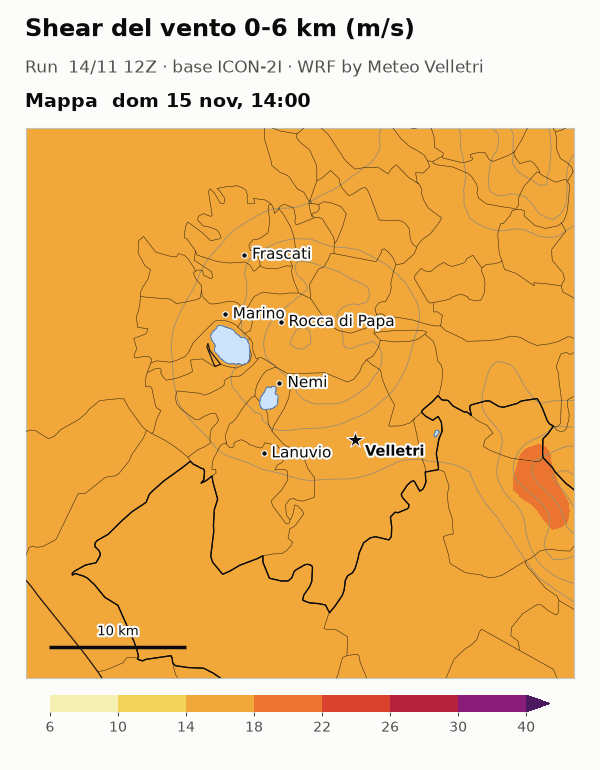 Shear del vento 0-6 km (m/s)
Run  14/11 12Z · base ICON-2I · WRF by Meteo Velletri
Mappa  dom 15 nov, 14:00
Frascati
Marino
Rocca di Papa
Nemi
Velletri
Lanuvio
10 km
6 10 14 18 22 26 30 40